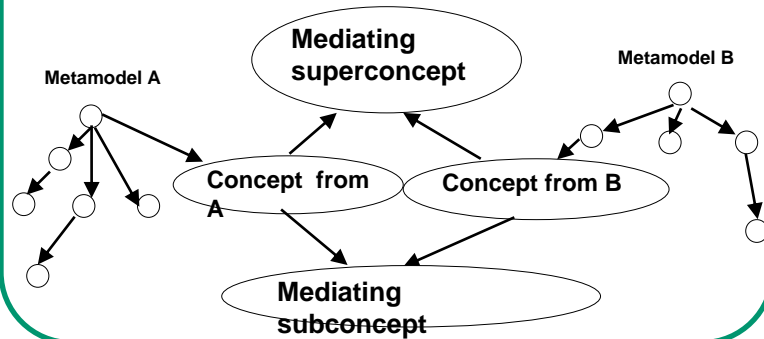 Mediating
superconcept
Metamodel A
Metamodel B
Concept from
A
Concept from B
Mediating
subconcept